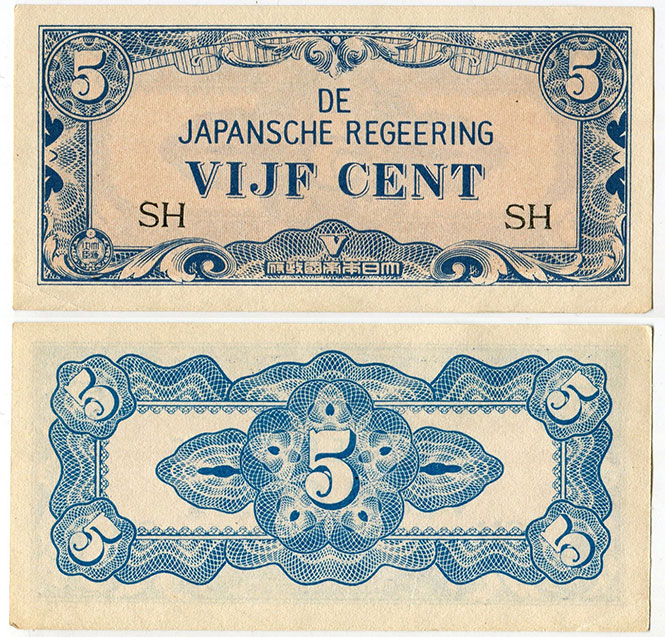 5 5
DE
JAPANSCHE REGEERING
VIJF CENT
SH SH
V
大日本帝國政府
5 5
5
5 5